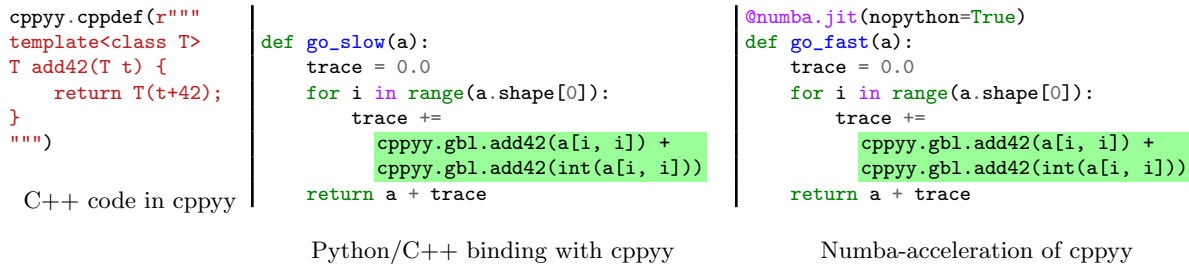 cppyy.cppdef(r"""
template<class T>
T add42(T t) {
    return T(t+42);
}
""")
C++ code in cppyy
def go_slow(a):
    trace = 0.0
    for i in range(a.shape[0]):
        trace +=
          cppyy.gbl.add42(a[i, i]) +
          cppyy.gbl.add42(int(a[i, i]))
    return a + trace
Python/C++ binding with cppyy
@numba.jit(nopython=True)
def go_fast(a):
    trace = 0.0
    for i in range(a.shape[0]):
        trace +=
          cppyy.gbl.add42(a[i, i]) +
          cppyy.gbl.add42(int(a[i, i]))
    return a + trace
Numba-acceleration of cppyy